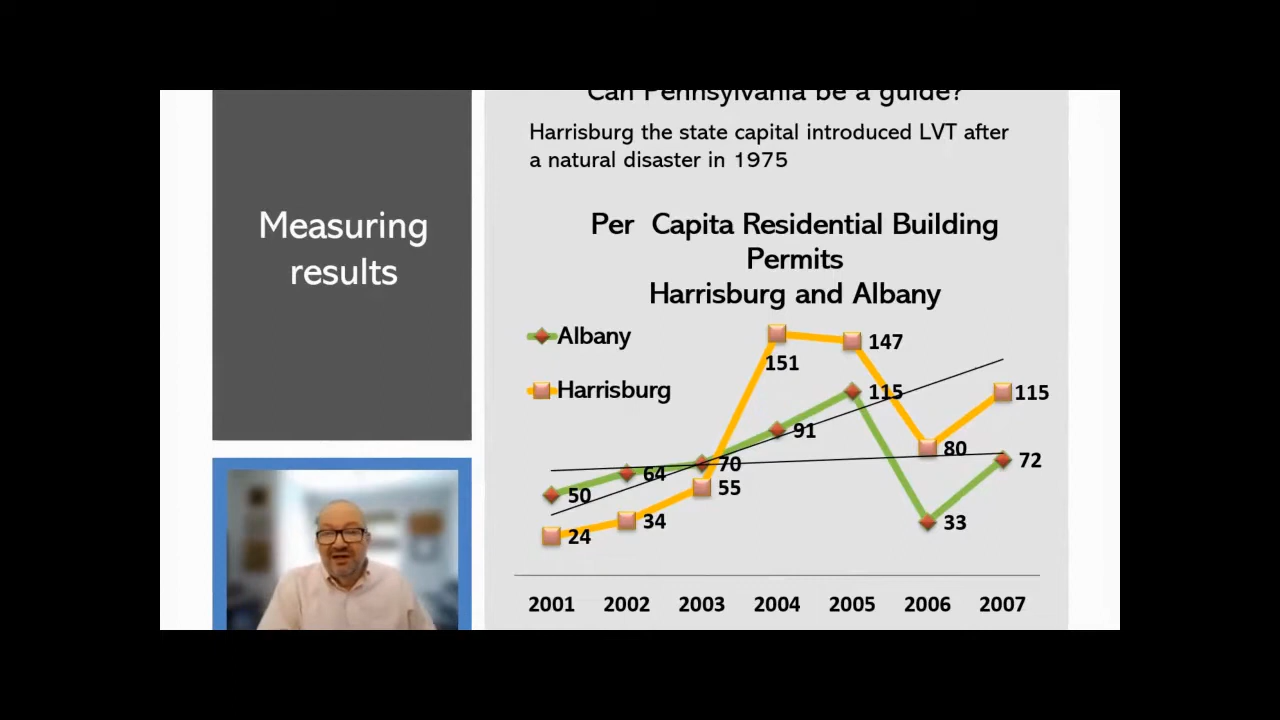 Can Pennsylvania be a guide?
Harrisburg the state capital introduced LVT after
a natural disaster in 1975
Measuring
results
Per Capita Residential Building
Permits
Harrisburg and Albany
Albany
Harrisburg
151
147
115
115
91
80
70
72
64
55
50
34
33
24
2001 2002 2003 2004 2005 2006 2007